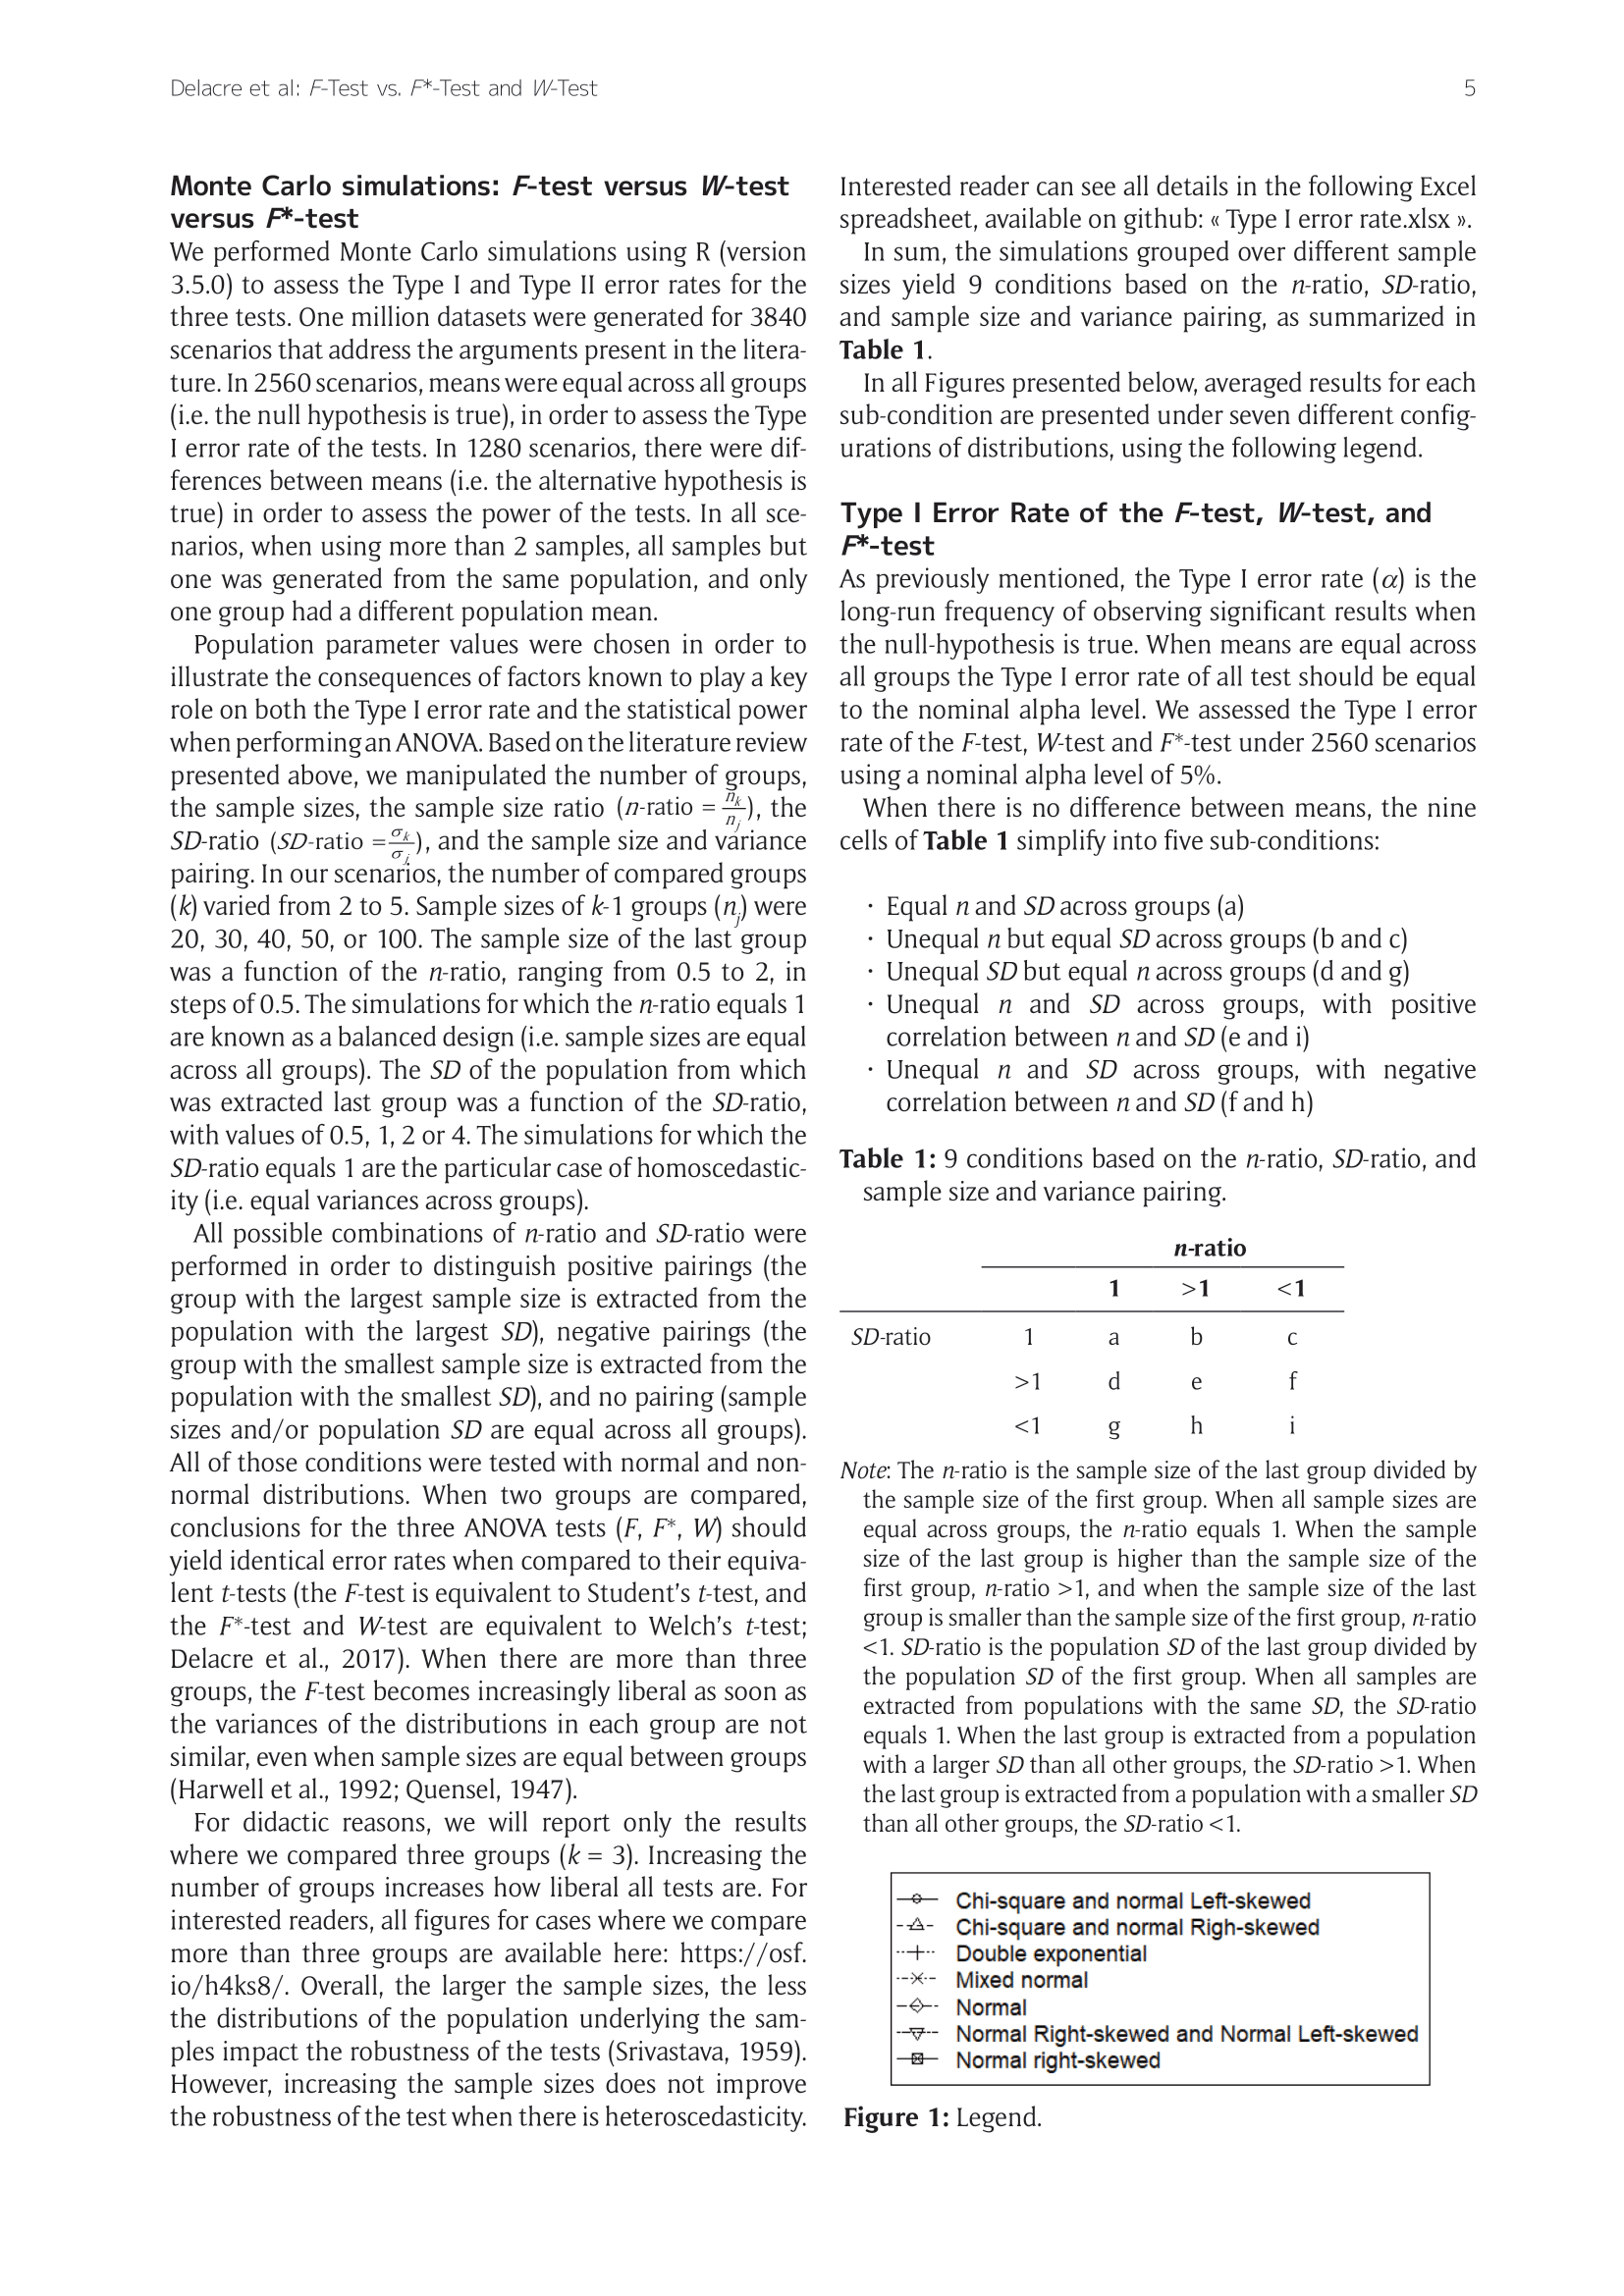 Delacre et al: F-Test vs. F*-Test and W-Test
5
Monte Carlo simulations: F-test versus W-test
versus F*-test
We performed Monte Carlo simulations using R (version
3.5.0) to assess the Type I and Type II error rates for the
three tests. One million datasets were generated for 3840
scenarios that address the arguments present in the litera-
ture. In 2560 scenarios, means were equal across all groups
(i.e. the null hypothesis is true), in order to assess the Type
I error rate of the tests. In 1280 scenarios, there were dif-
ferences between means (i.e. the alternative hypothesis is
true) in order to assess the power of the tests. In all sce-
narios, when using more than 2 samples, all samples but
one was generated from the same population, and only
one group had a different population mean.
Population parameter values were chosen in order to
illustrate the consequences of factors known to play a key
role on both the Type I error rate and the statistical power
when performing an ANOVA. Based on the literature review
presented above, we manipulated the number of groups,
the sample sizes, the sample size ratio (n-ratio = n_k/n_j), the
SD-ratio (SD-ratio = σ_k/σ_j), and the sample size and variance
pairing. In our scenarios, the number of compared groups
(k) varied from 2 to 5. Sample sizes of k-1 groups (n_j) were
20, 30, 40, 50, or 100. The sample size of the last group
was a function of the n-ratio, ranging from 0.5 to 2, in
steps of 0.5. The simulations for which the n-ratio equals 1
are known as a balanced design (i.e. sample sizes are equal
across all groups). The SD of the population from which
was extracted last group was a function of the SD-ratio,
with values of 0.5, 1, 2 or 4. The simulations for which the
SD-ratio equals 1 are the particular case of homoscedastic-
ity (i.e. equal variances across groups).
All possible combinations of n-ratio and SD-ratio were
performed in order to distinguish positive pairings (the
group with the largest sample size is extracted from the
population with the largest SD), negative pairings (the
group with the smallest sample size is extracted from the
population with the smallest SD), and no pairing (sample
sizes and/or population SD are equal across all groups).
All of those conditions were tested with normal and non-
normal distributions. When two groups are compared,
conclusions for the three ANOVA tests (F, F*, W) should
yield identical error rates when compared to their equiva-
lent t-tests (the F-test is equivalent to Student's t-test, and
the F*-test and W-test are equivalent to Welch's t-test;
Delacre et al., 2017). When there are more than three
groups, the F-test becomes increasingly liberal as soon as
the variances of the distributions in each group are not
similar, even when sample sizes are equal between groups
(Harwell et al., 1992; Quensel, 1947).
For didactic reasons, we will report only the results
where we compared three groups (k = 3). Increasing the
number of groups increases how liberal all tests are. For
interested readers, all figures for cases where we compare
more than three groups are available here: https://osf.
io/h4ks8/. Overall, the larger the sample sizes, the less
the distributions of the population underlying the sam-
ples impact the robustness of the tests (Srivastava, 1959).
However, increasing the sample sizes does not improve
the robustness of the test when there is heteroscedasticity.
Interested reader can see all details in the following Excel
spreadsheet, available on github: « Type I error rate.xlsx ».
In sum, the simulations grouped over different sample
sizes yield 9 conditions based on the n-ratio, SD-ratio,
and sample size and variance pairing, as summarized in
Table 1.
In all Figures presented below, averaged results for each
sub-condition are presented under seven different config-
urations of distributions, using the following legend.
Type I Error Rate of the F-test, W-test, and
F*-test
As previously mentioned, the Type I error rate (α) is the
long-run frequency of observing significant results when
the null-hypothesis is true. When means are equal across
all groups the Type I error rate of all test should be equal
to the nominal alpha level. We assessed the Type I error
rate of the F-test, W-test and F*-test under 2560 scenarios
using a nominal alpha level of 5%.
When there is no difference between means, the nine
cells of Table 1 simplify into five sub-conditions:
· Equal n and SD across groups (a)
· Unequal n but equal SD across groups (b and c)
· Unequal SD but equal n across groups (d and g)
· Unequal n and SD across groups, with positive
correlation between n and SD (e and i)
· Unequal n and SD across groups, with negative
correlation between n and SD (f and h)
Table 1: 9 conditions based on the n-ratio, SD-ratio, and
sample size and variance pairing.
n-ratio
1 >1 <1
SD-ratio 1 a b c
>1 d e f
<1 g h i
Note: The n-ratio is the sample size of the last group divided by
the sample size of the first group. When all sample sizes are
equal across groups, the n-ratio equals 1. When the sample
size of the last group is higher than the sample size of the
first group, n-ratio >1, and when the sample size of the last
group is smaller than the sample size of the first group, n-ratio
<1. SD-ratio is the population SD of the last group divided by
the population SD of the first group. When all samples are
extracted from populations with the same SD, the SD-ratio
equals 1. When the last group is extracted from a population
with a larger SD than all other groups, the SD-ratio >1. When
the last group is extracted from a population with a smaller SD
than all other groups, the SD-ratio <1.
Chi-square and normal Left-skewed
Chi-square and normal Righ-skewed
Double exponential
Mixed normal
Normal
Normal Right-skewed and Normal Left-skewed
Normal right-skewed
Figure 1: Legend.